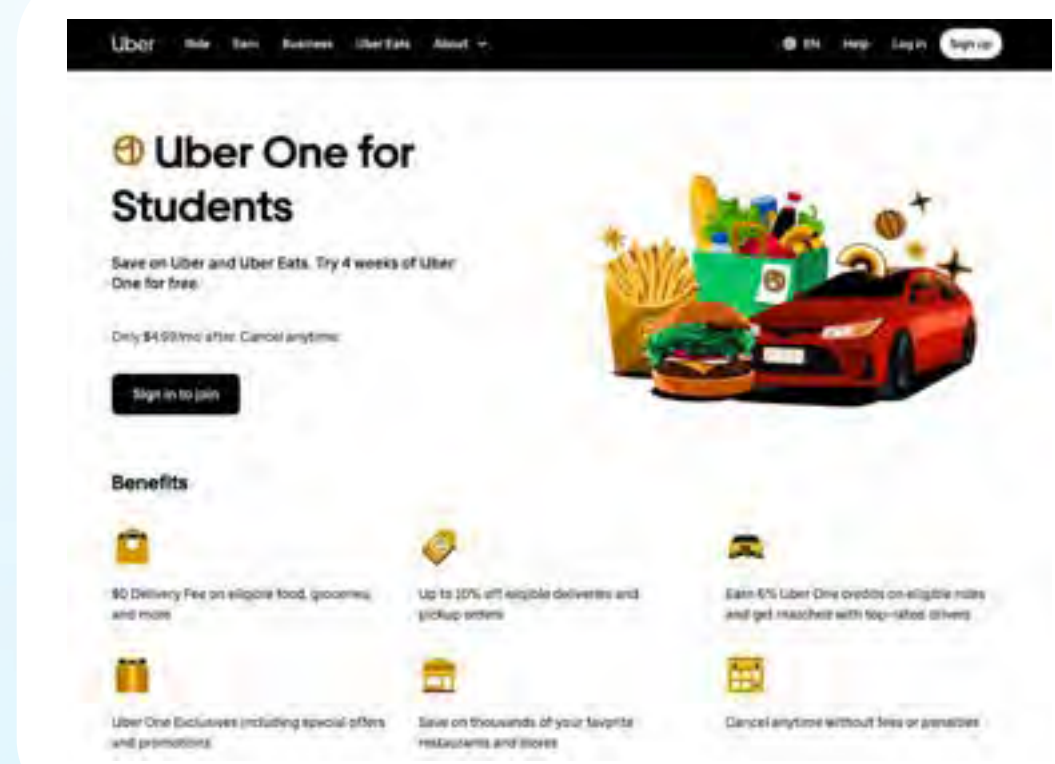 Uber Ride Earn Business Uber Eats About EN Help Log in Sign up
Uber One for
Students
Save on Uber and Uber Eats. Try 4 weeks of Uber
One for free.
Only $4.99/mo after. Cancel anytime.
Sign in to join
Benefits
$0 Delivery Fee on eligible food, groceries,
and more
Up to 10% off eligible deliveries and
pickup orders
Earn 6% Uber One credits on eligible rides
and get matched with top-rated drivers
Uber One Exclusives including special offers
and promotions
Save on thousands of your favorite
restaurants and stores
Cancel anytime without fees or penalties